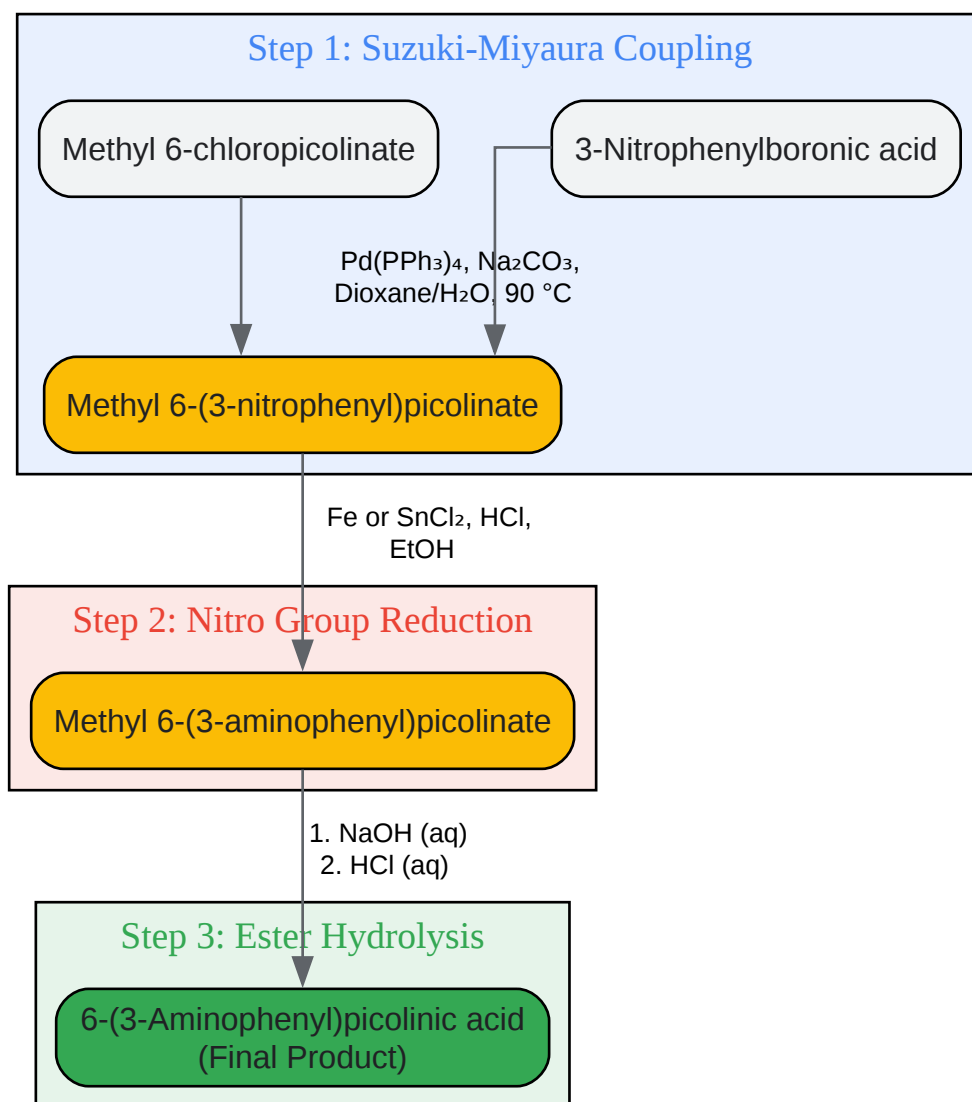 Step 1: Suzuki-Miyaura Coupling
Methyl 6-chloropicolinate
3-Nitrophenylboronic acid
Pd(PPh₃)₄, Na₂CO₃,
Dioxane/H₂O, 90 °C
Methyl 6-(3-nitrophenyl)picolinate
Fe or SnCl₂, HCl,
EtOH
Step 2: Nitro Group Reduction
Methyl 6-(3-aminophenyl)picolinate
1. NaOH (aq)
2. HCl (aq)
Step 3: Ester Hydrolysis
6-(3-Aminophenyl)picolinic acid
(Final Product)